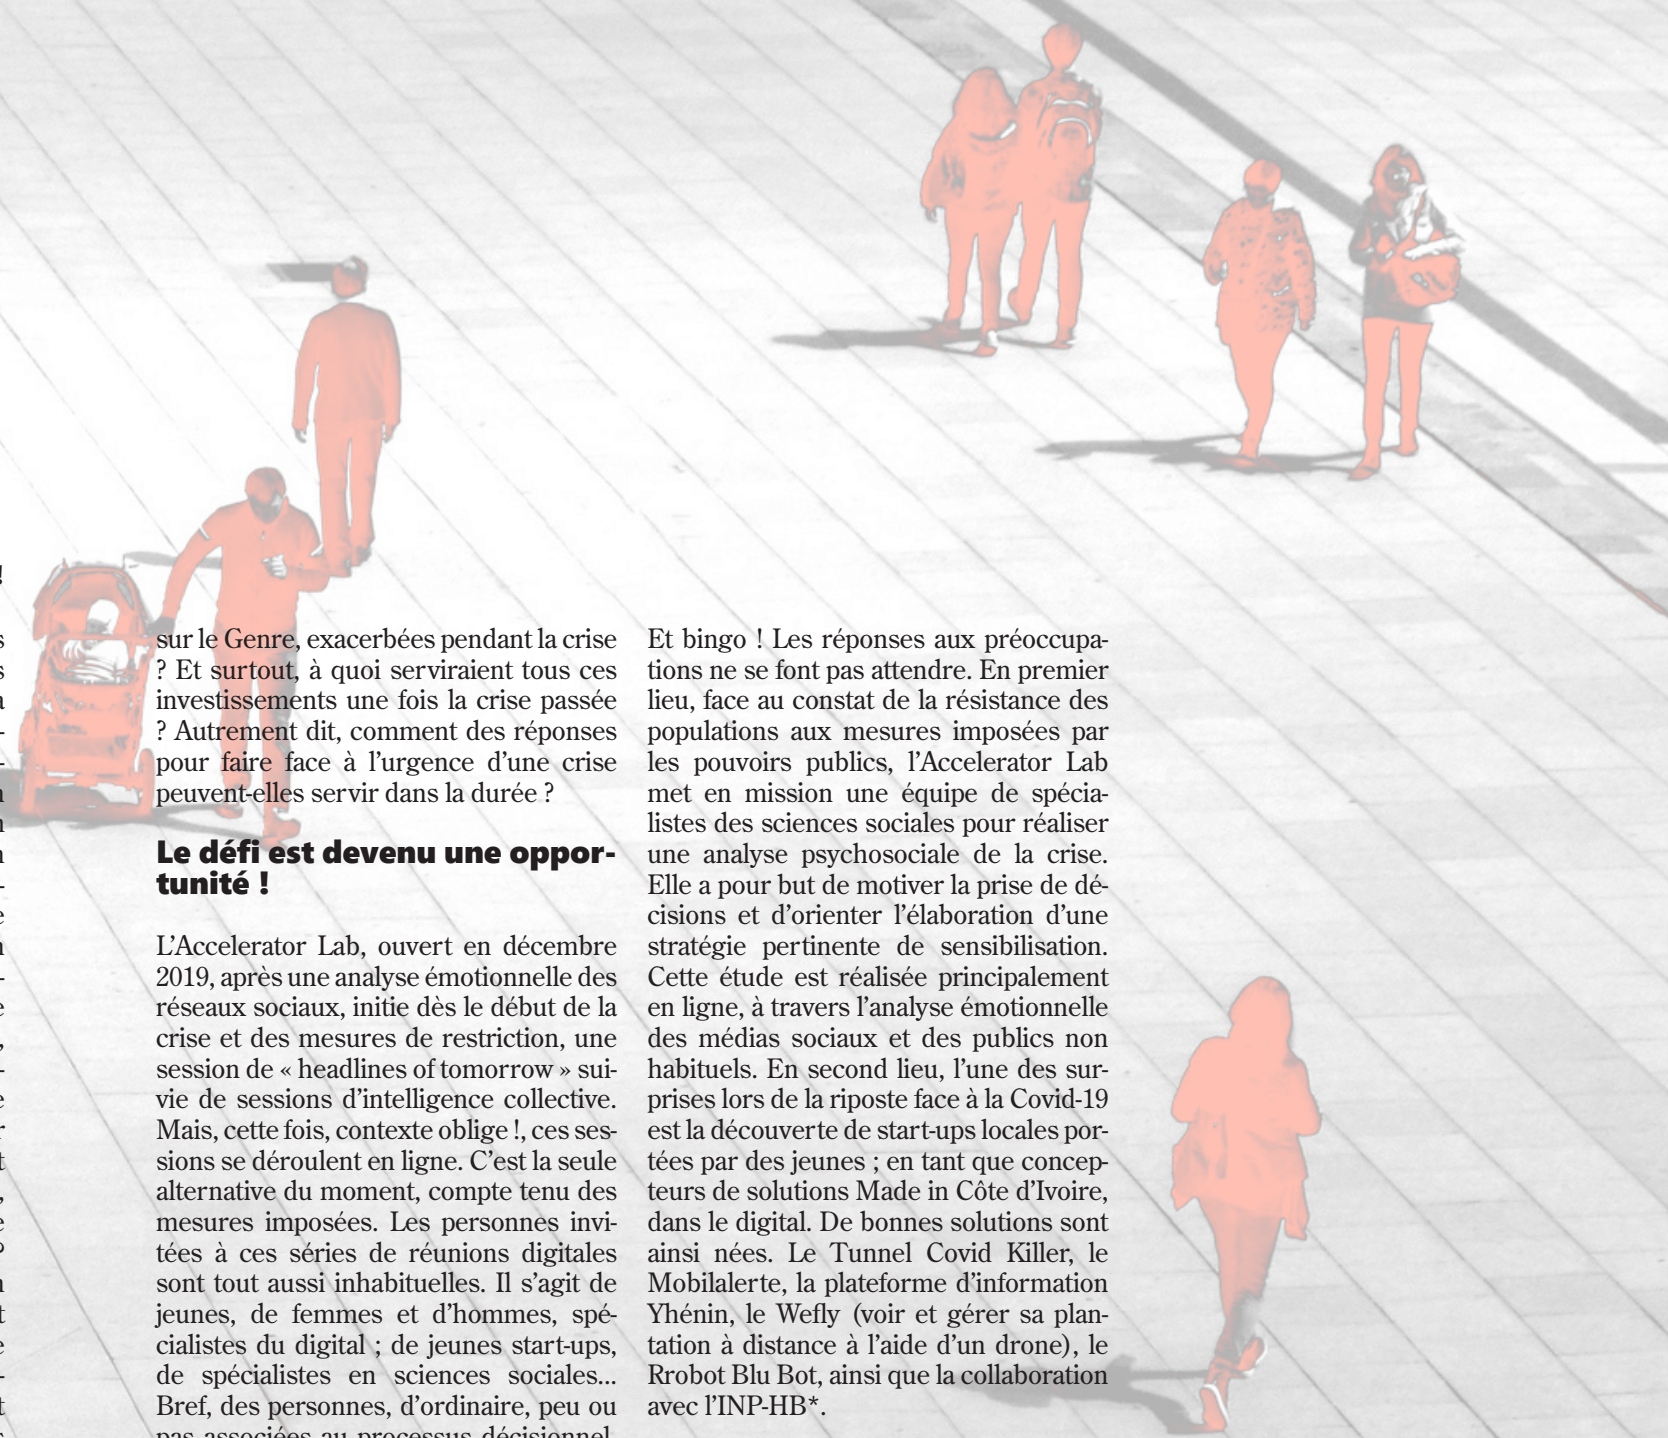 sur le Genre, exacerbées pendant la crise
? Et surtout, à quoi serviraient tous ces
investissements une fois la crise passée
? Autrement dit, comment des réponses
pour faire face à l’urgence d’une crise
peuvent-elles servir dans la durée ?
Le défi est devenu une oppor-
tunité !
L’Accelerator Lab, ouvert en décembre
2019, après une analyse émotionnelle des
réseaux sociaux, initie dès le début de la
crise et des mesures de restriction, une
session de « headlines of tomorrow » sui-
vie de sessions d’intelligence collective.
Mais, cette fois, contexte oblige !, ces ses-
sions se déroulent en ligne. C’est la seule
alternative du moment, compte tenu des
mesures imposées. Les personnes invi-
tées à ces séries de réunions digitales
sont tout aussi inhabituelles. Il s’agit de
jeunes, de femmes et d’hommes, spé-
cialistes du digital ; de jeunes start-ups,
de spécialistes en sciences sociales...
Bref, des personnes, d’ordinaire, peu ou
pas associées au processus décisionnel.
Et bingo ! Les réponses aux préoccupa-
tions ne se font pas attendre. En premier
lieu, face au constat de la résistance des
populations aux mesures imposées par
les pouvoirs publics, l’Accelerator Lab
met en mission une équipe de spécia-
listes des sciences sociales pour réaliser
une analyse psychosociale de la crise.
Elle a pour but de motiver la prise de dé-
cisions et d’orienter l’élaboration d’une
stratégie pertinente de sensibilisation.
Cette étude est réalisée principalement
en ligne, à travers l’analyse émotionnelle
des médias sociaux et des publics non
habituels. En second lieu, l’une des sur-
prises lors de la riposte face à la Covid-19
est la découverte de start-ups locales por-
tées par des jeunes ; en tant que concep-
teurs de solutions Made in Côte d’Ivoire,
dans le digital. De bonnes solutions sont
ainsi nées. Le Tunnel Covid Killer, le
Mobilalerte, la plateforme d’information
Yhénin, le Wefly (voir et gérer sa plan-
tation à distance à l’aide d’un drone), le
Rrobot Blu Bot, ainsi que la collaboration
avec l’INP-HB*.